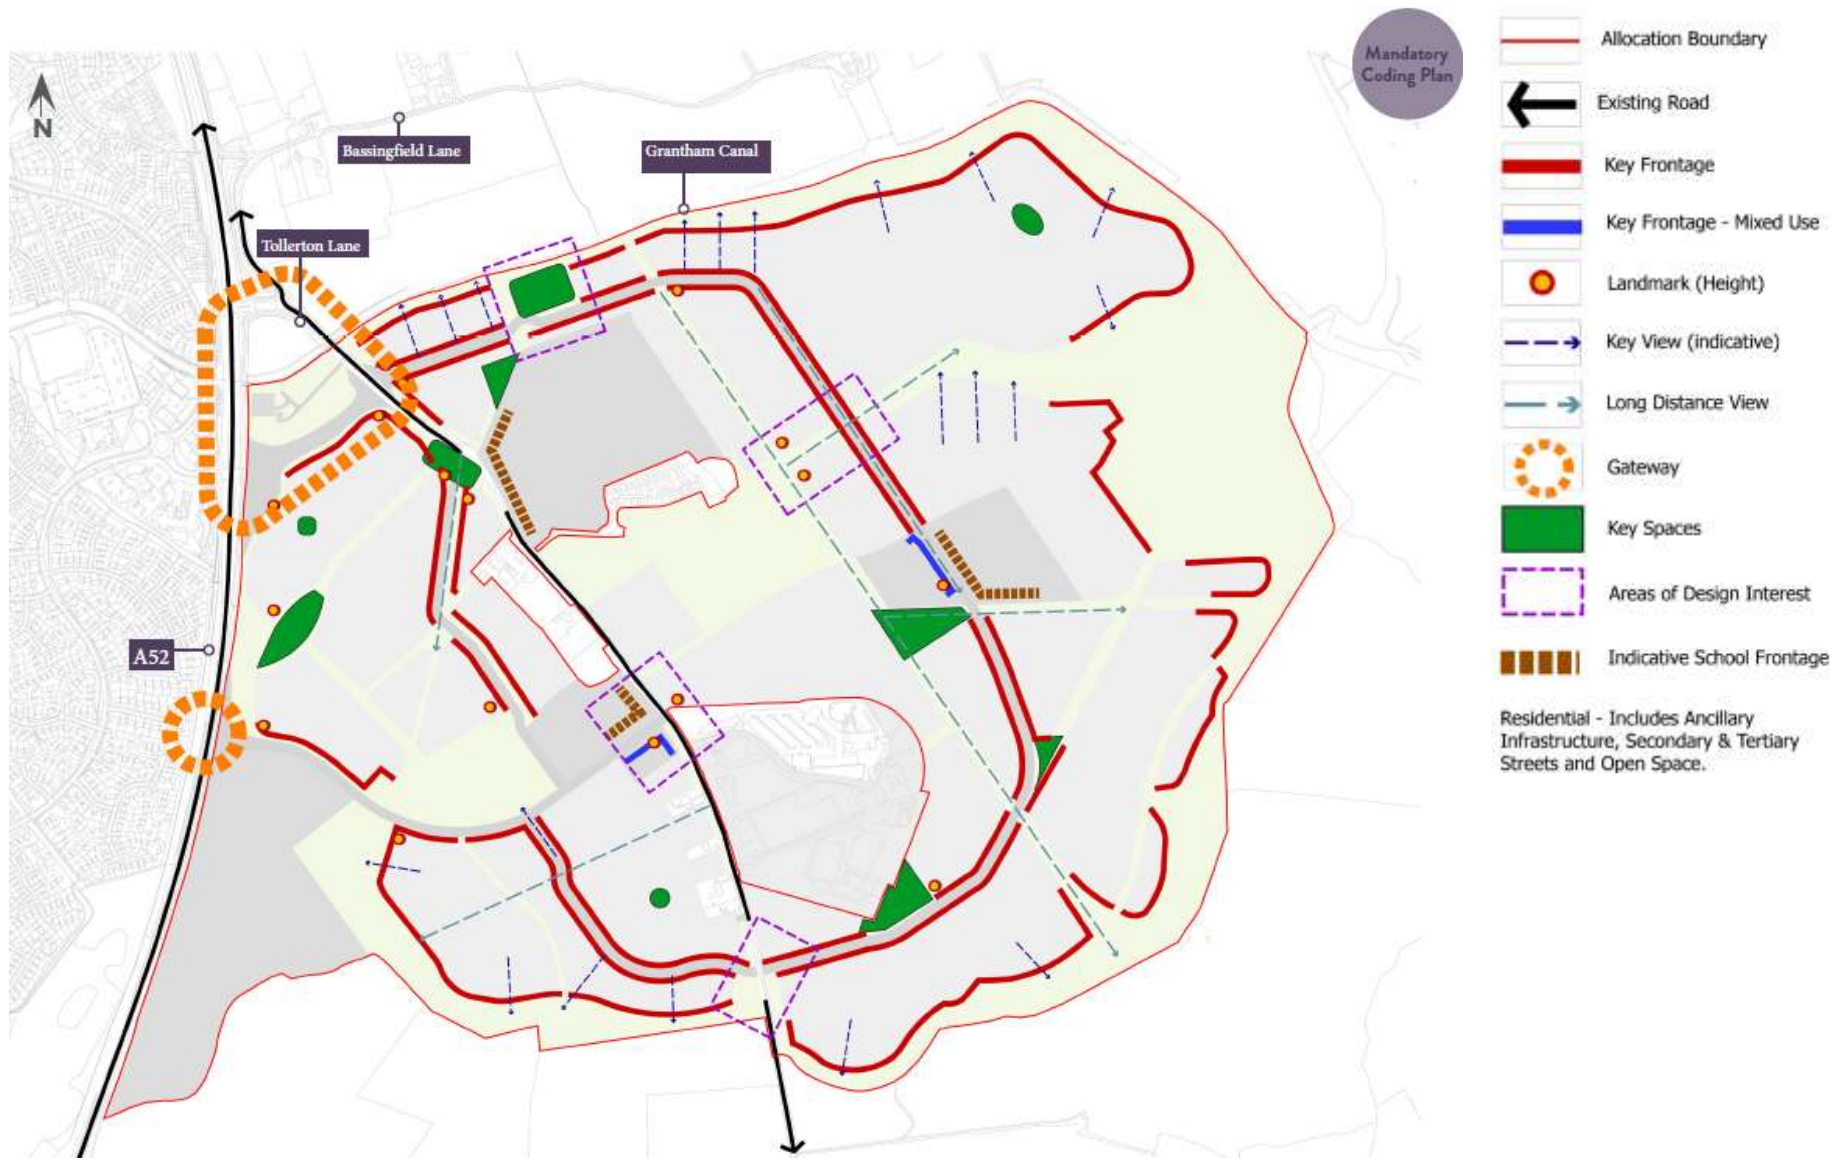 Mandatory
Coding Plan
N
Bassingfield Lane
Grantham Canal
Tollerton Lane
A52
Allocation Boundary
Existing Road
Key Frontage
Key Frontage - Mixed Use
Landmark (Height)
Key View (indicative)
Long Distance View
Gateway
Key Spaces
Areas of Design Interest
Indicative School Frontage
Residential - Includes Ancillary
Infrastructure, Secondary & Tertiary
Streets and Open Space.